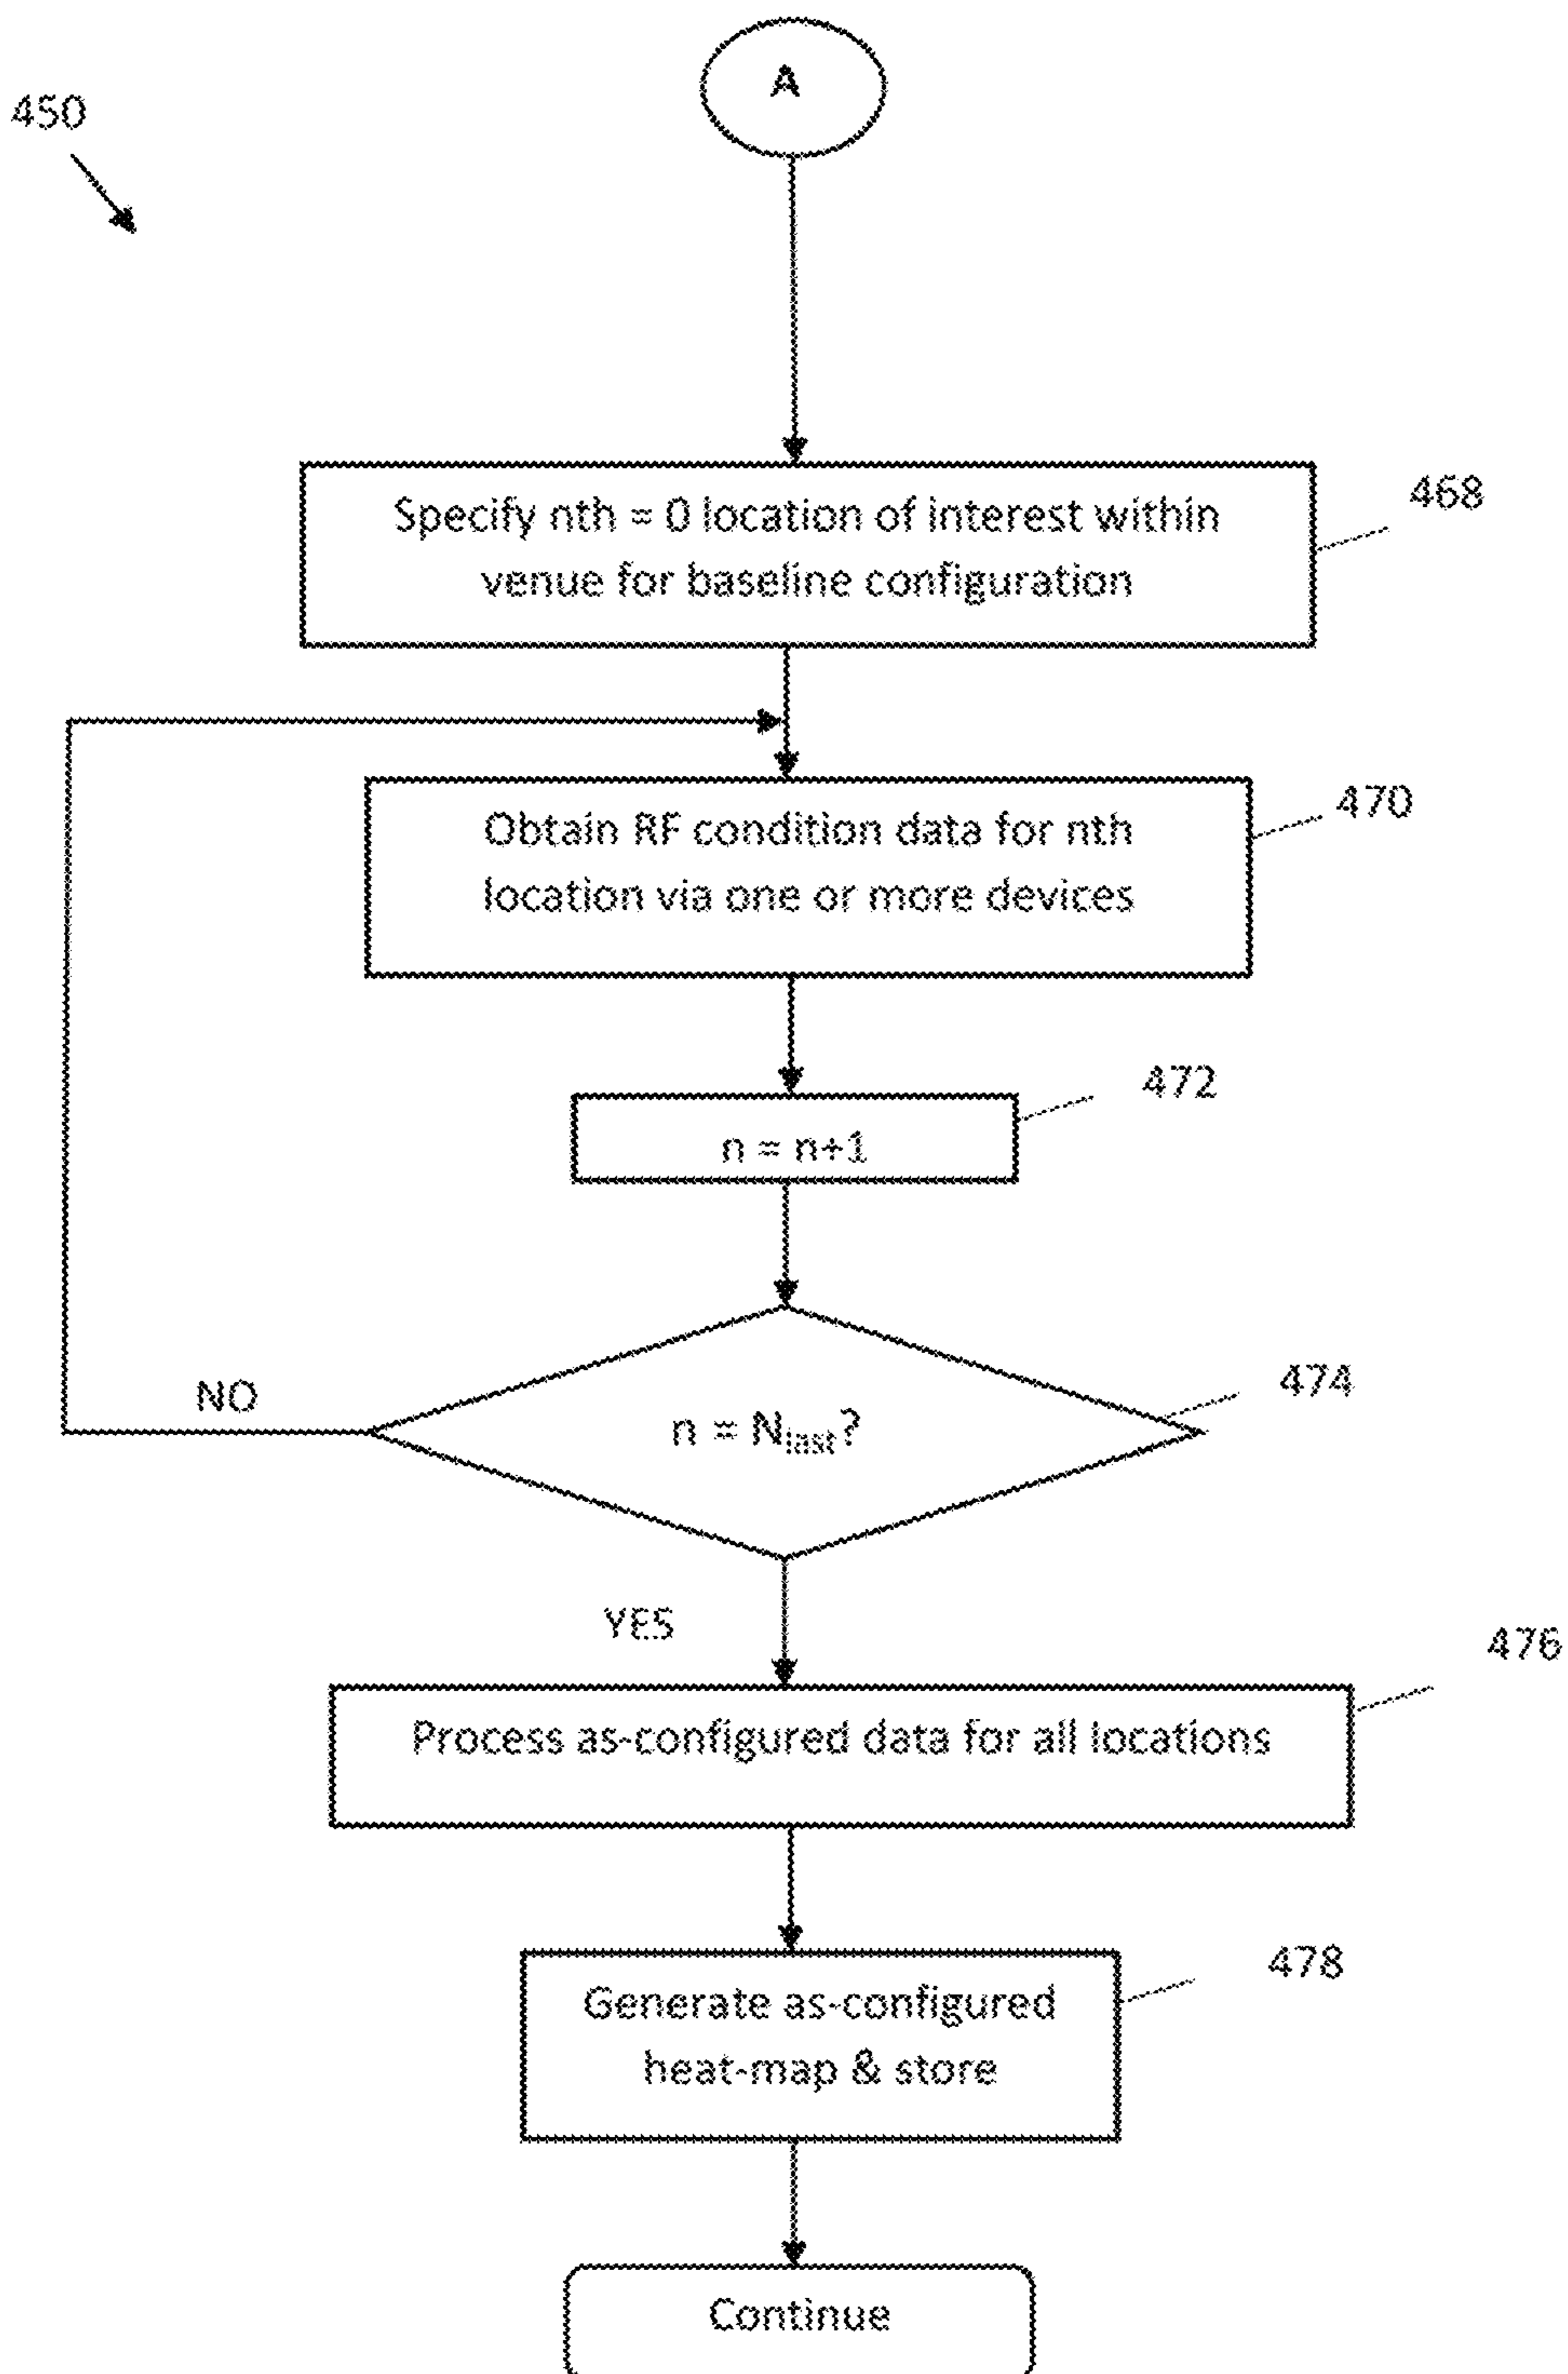 A
450
Specify nth = 0 location of interest within
venue for baseline configuration
468
Obtain RF condition data for nth
location via one or more devices
470
n = n+1
472
n = Nlast?
474
NO
YES
Process as-configured data for all locations
476
Generate as-configured
heat-map & store
478
Continue